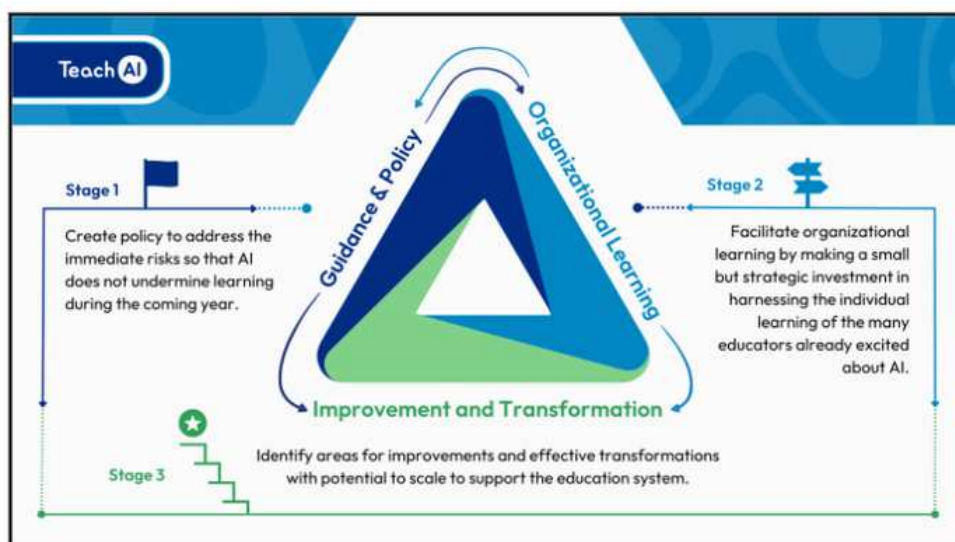 Teach AI
Guidance & Policy
Organizational Learning
Stage 1
Create policy to address the
immediate risks so that AI
does not undermine learning
during the coming year.
Stage 2
Facilitate organizational
learning by making a small
but strategic investment in
harnessing the individual
learning of the many
educators already excited
about AI.
Improvement and Transformation
Stage 3
Identify areas for improvements and effective transformations
with potential to scale to support the education system.